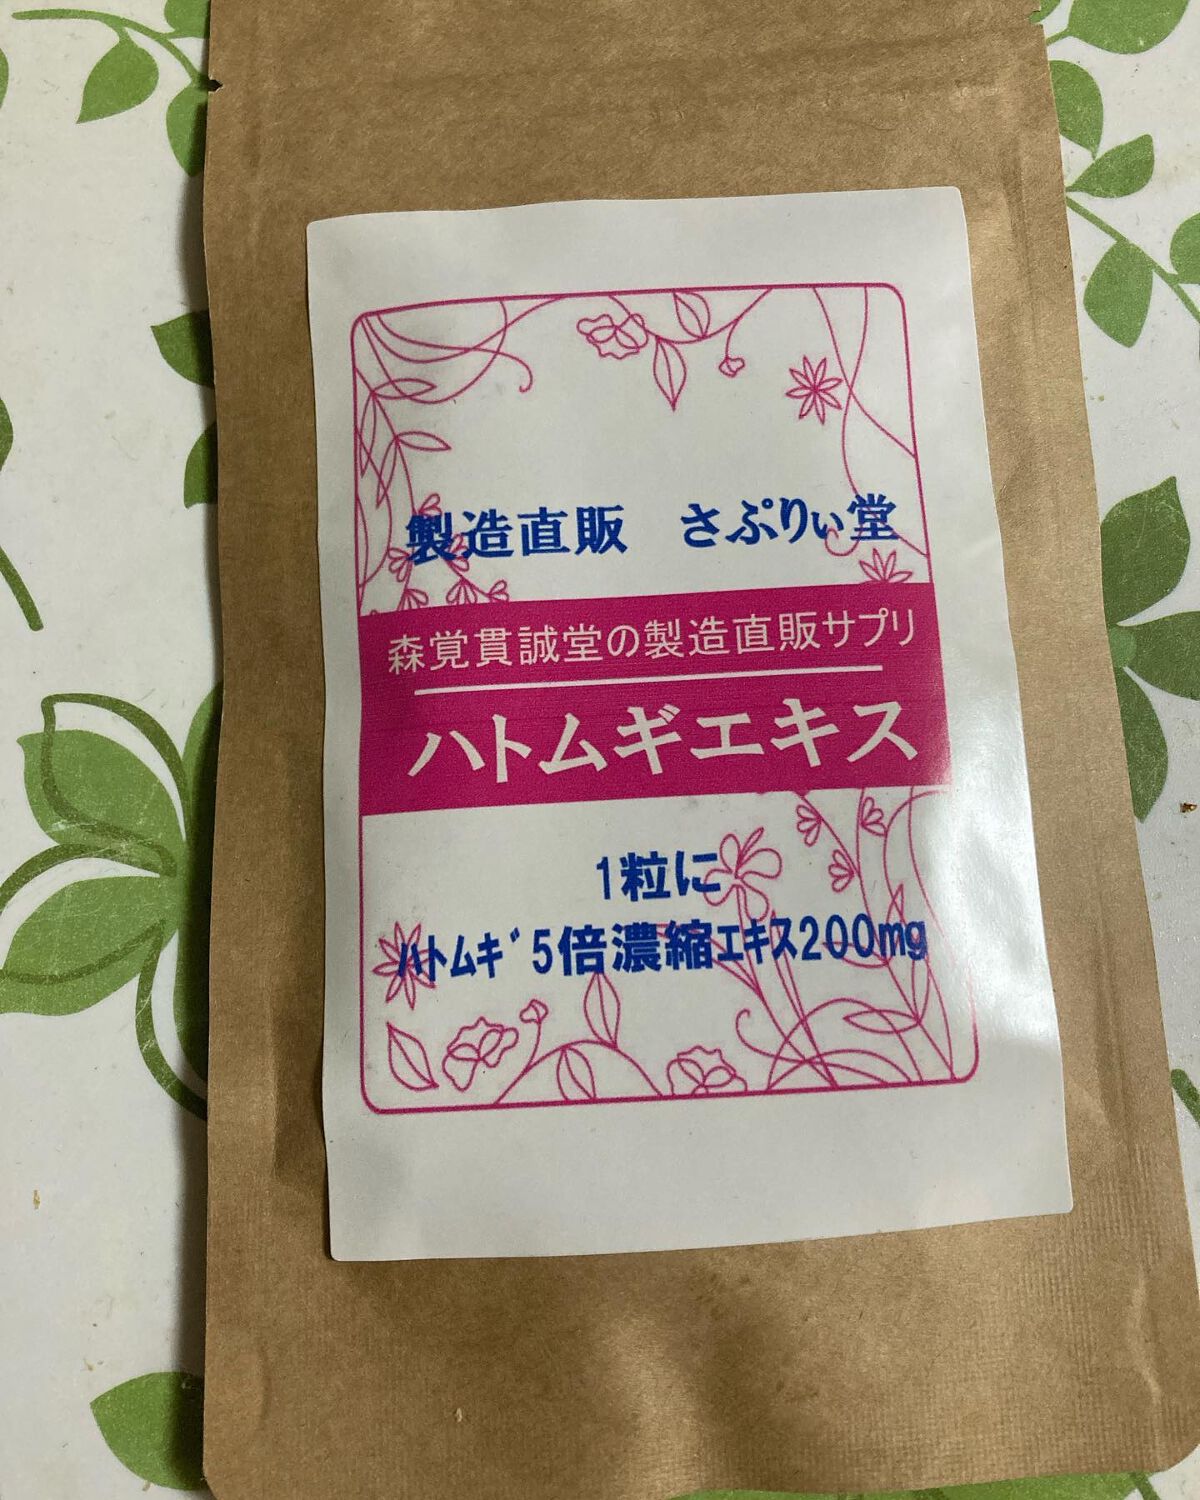 製造直販　さぷりぃ堂
森覚貫誠堂の製造直販サプリ
ハトムギエキス
1粒に
ﾊﾄﾑｷﾞ5倍濃縮ｴｷｽ200mg